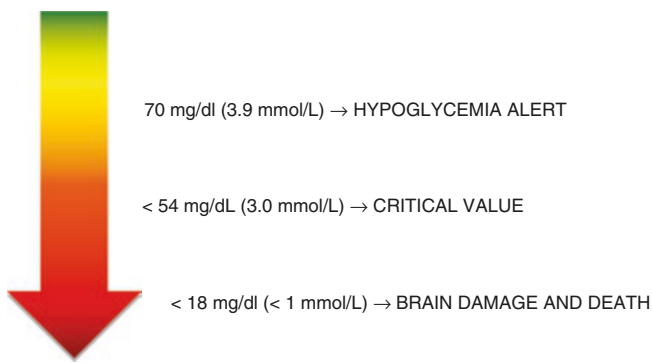 70 mg/dl (3.9 mmol/L) → HYPOGLYCEMIA ALERT
< 54 mg/dL (3.0 mmol/L) → CRITICAL VALUE
< 18 mg/dl (< 1 mmol/L) → BRAIN DAMAGE AND DEATH